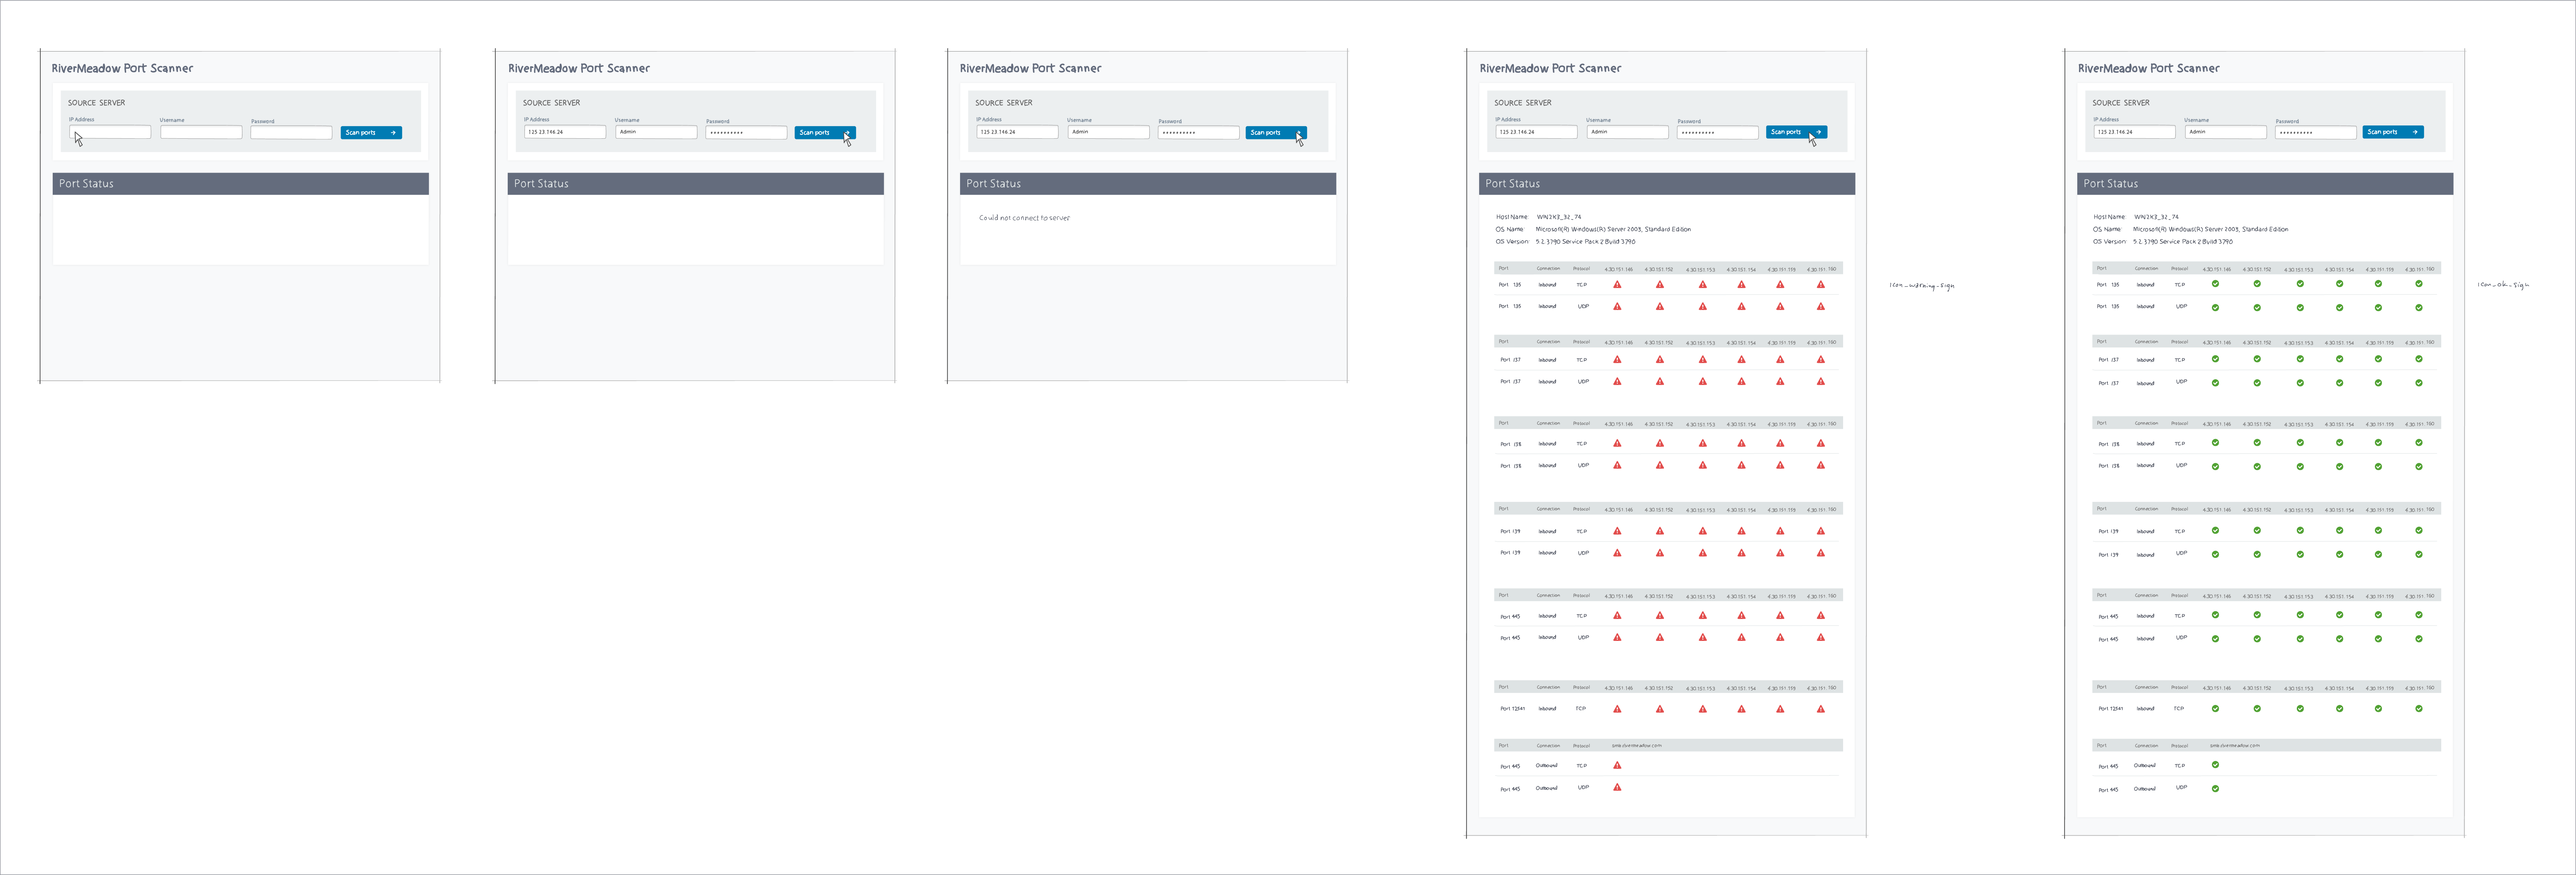 RiverMeadow Port Scanner
SOURCE SERVER
IP Address Username Password
Scan ports
Port Status
RiverMeadow Port Scanner
SOURCE SERVER
IP Address Username Password
125 23.146.24 Admin ********** Scan ports
Port Status
RiverMeadow Port Scanner
SOURCE SERVER
IP Address Username Password
125 23.146.24 Admin ********** Scan ports
Port Status
Could not connect to server
RiverMeadow Port Scanner
SOURCE SERVER
IP Address Username Password
125 23.146.24 Admin ********** Scan ports
Port Status
Host Name: WIN2K3_32_74
OS Name: Microsoft(R) Windows(R) Server 2003, Standard Edition
OS Version: 5.2.3790 Service Pack 2 Build 3790
Port Connection Protocol 4.30.151.146 4.30.151.152 4.30.151.153 4.30.151.154 4.30.151.119 4.30.151.150
Port 135 Inbound TCP
Port 135 Inbound UDP
Port Connection Protocol 4.30.151.146 4.30.151.152 4.30.151.153 4.30.151.154 4.30.151.119 4.30.151.150
Port 137 Inbound TCP
Port 137 Inbound UDP
Port Connection Protocol 4.30.151.146 4.30.151.152 4.30.151.153 4.30.151.154 4.30.151.119 4.30.151.150
Port 138 Inbound TCP
Port 138 Inbound UDP
Port Connection Protocol 4.30.151.146 4.30.151.152 4.30.151.153 4.30.151.154 4.30.151.119 4.30.151.150
Port 139 Inbound TCP
Port 139 Inbound UDP
Port Connection Protocol 4.30.151.146 4.30.151.152 4.30.151.153 4.30.151.154 4.30.151.119 4.30.151.150
Port 445 Inbound TCP
Port 445 Inbound UDP
Port Connection Protocol 4.30.151.146 4.30.151.152 4.30.151.153 4.30.151.154 4.30.151.119 4.30.151.150
Port 12341 Inbound TCP
Port Connection Protocol
Port 445 Outbound TCP
Port 445 Outbound UDP
icon_warning_sign
RiverMeadow Port Scanner
SOURCE SERVER
IP Address Username Password
125 23.146.24 Admin ********** Scan ports
Port Status
Host Name: WIN2K3_32_74
OS Name: Microsoft(R) Windows(R) Server 2003, Standard Edition
OS Version: 5.2.3790 Service Pack 2 Build 3790
Port Connection Protocol 4.30.151.146 4.30.151.152 4.30.151.153 4.30.151.154 4.30.151.119 4.30.151.150
Port 135 Inbound TCP
Port 135 Inbound UDP
Port Connection Protocol 4.30.151.146 4.30.151.152 4.30.151.153 4.30.151.154 4.30.151.119 4.30.151.150
Port 137 Inbound TCP
Port 137 Inbound UDP
Port Connection Protocol 4.30.151.146 4.30.151.152 4.30.151.153 4.30.151.154 4.30.151.119 4.30.151.150
Port 138 Inbound TCP
Port 138 Inbound UDP
Port Connection Protocol 4.30.151.146 4.30.151.152 4.30.151.153 4.30.151.154 4.30.151.119 4.30.151.150
Port 139 Inbound TCP
Port 139 Inbound UDP
Port Connection Protocol 4.30.151.146 4.30.151.152 4.30.151.153 4.30.151.154 4.30.151.119 4.30.151.150
Port 445 Inbound TCP
Port 445 Inbound UDP
Port Connection Protocol 4.30.151.146 4.30.151.152 4.30.151.153 4.30.151.154 4.30.151.119 4.30.151.150
Port 12341 Inbound TCP
Port Connection Protocol
Port 445 Outbound TCP
Port 445 Outbound UDP
icon_ok_sign